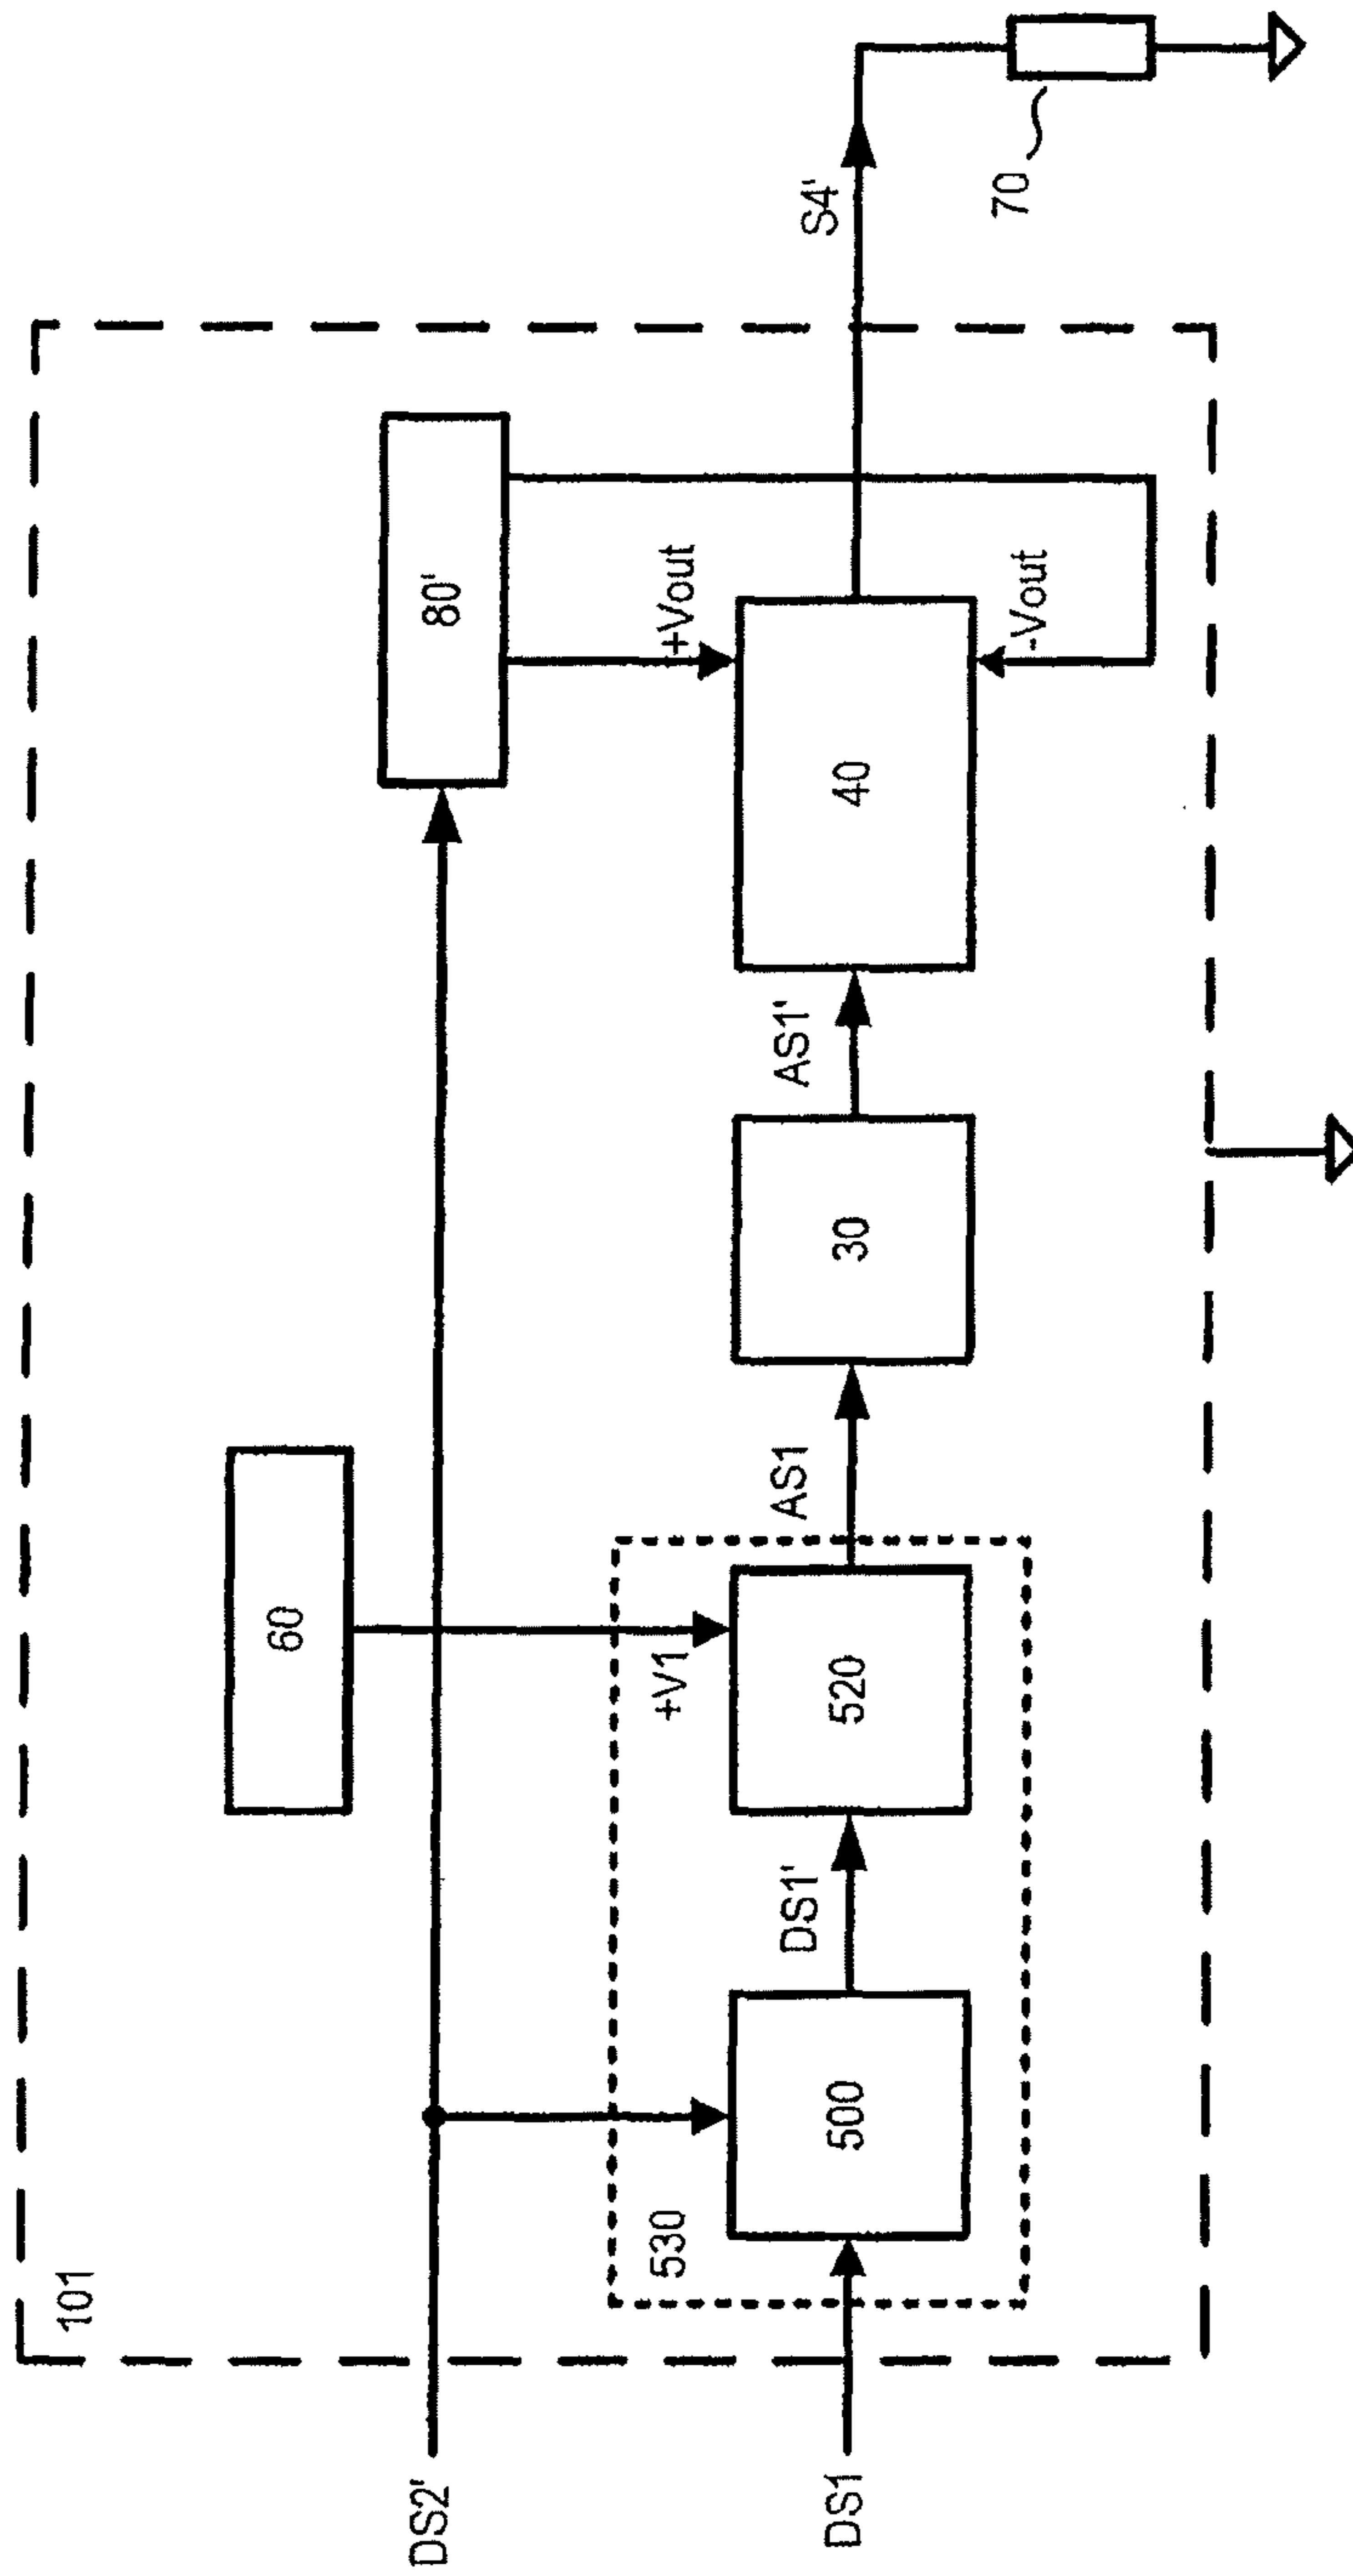 101
60
80'
DS2'
+V1
+Vout
530
DS1
500
DS1'
520
AS1
30
AS1'
40
-Vout
S4'
70